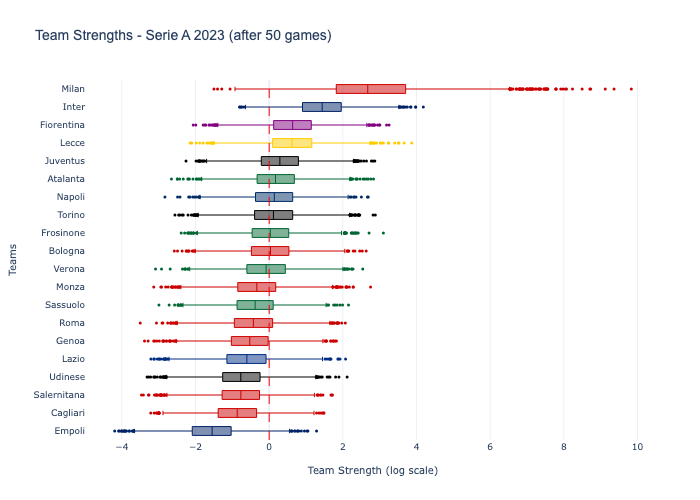 Team Strengths - Serie A 2023 (after 50 games)
Milan
Inter
Fiorentina
Lecce
Juventus
Atalanta
Napoli
Torino
Frosinone
Bologna
Verona
Monza
Sassuolo
Roma
Genoa
Lazio
Udinese
Salernitana
Cagliari
Empoli
Teams
−4 −2 0 2 4 6 8 10
Team Strength (log scale)